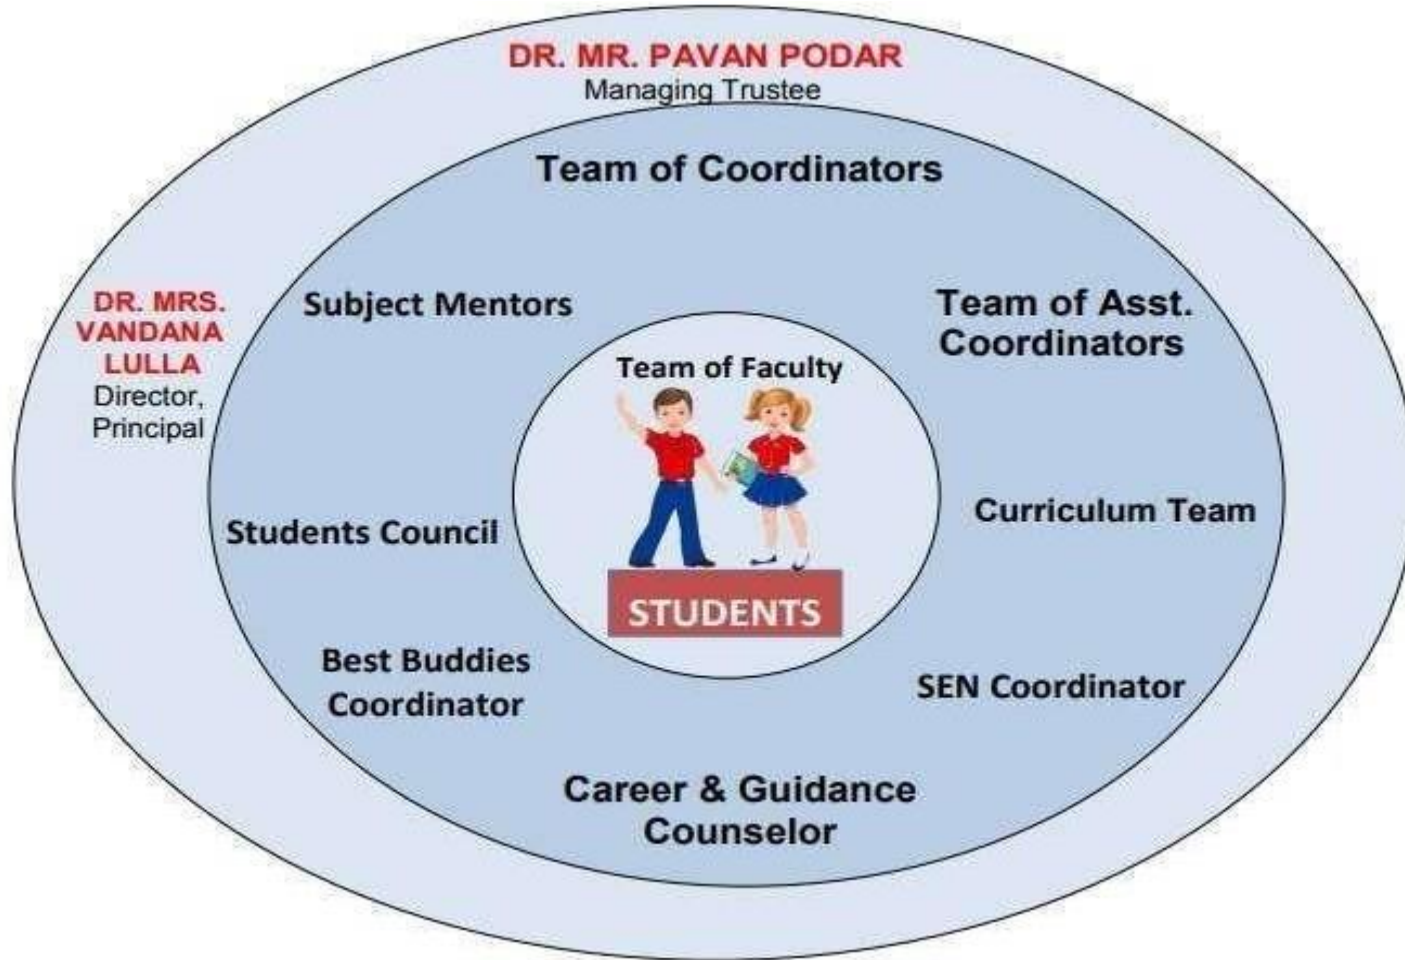 DR. MR. PAVAN PODAR
Managing Trustee
Team of Coordinators
DR. MRS.
VANDANA
LULLA
Director,
Principal
Subject Mentors
Team of Asst.
Coordinators
Team of Faculty
Students Council
Curriculum Team
STUDENTS
Best Buddies
Coordinator
SEN Coordinator
Career & Guidance
Counselor